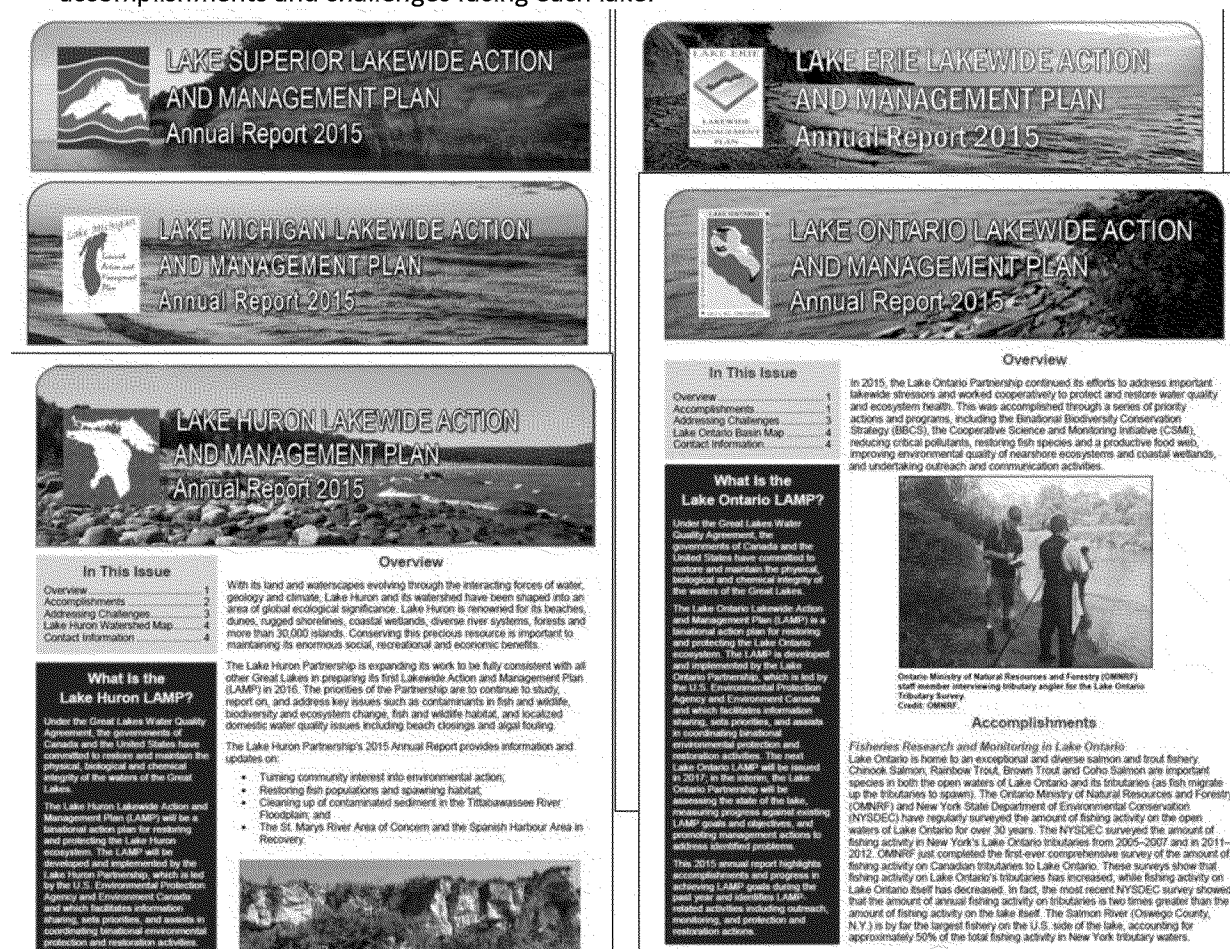 accomplishments and challenges facing each lake.
LAKE SUPERIOR LAKEWIDE ACTION
AND MANAGEMENT PLAN
Annual Report 2015
LAKE MICHIGAN LAKEWIDE ACTION
AND MANAGEMENT PLAN
Annual Report 2015
LAKE HURON LAKEWIDE ACTION
AND MANAGEMENT PLAN
Annual Report 2015
In This Issue
Overview 1
Accomplishments 2
Addressing Challenges 3
Lake Huron Watershed Map 4
Contact Information 4
What Is the
Lake Huron LAMP?
Under the Great Lakes Water Quality
Agreement, the governments of
Canada and the United States have
committed to restore and maintain the
physical, biological and chemical
integrity of the waters of the Great
Lakes.
The Lake Huron Lakewide Action and
Management Plan (LAMP) will be a
binational action plan for restoring
and protecting the Lake Huron
ecosystem. The LAMP will be
developed and implemented by the
Lake Huron Partnership, which is led
by the U.S. Environmental Protection
Agency and Environment Canada
and which facilitates information
sharing, sets priorities, and assists in
coordinating binational environmental
protection and restoration activities.
Overview
With its land and waterscapes evolving through the interacting forces of water,
geology and climate, Lake Huron and its watershed have been shaped into an
area of global ecological significance. Lake Huron is renowned for its beaches,
dunes, rugged shorelines, coastal wetlands, diverse river systems, forests and
more than 30,000 islands. Conserving this precious resource is important to
maintaining its enormous social, recreational and economic benefits.
The Lake Huron Partnership is expanding its work to be fully consistent with all
other Great Lakes in preparing its first Lakewide Action and Management Plan
(LAMP) in 2016. The priorities of the Partnership are to continue to study,
report on, and address key issues such as contaminants in fish and wildlife,
biodiversity and ecosystem change, fish and wildlife habitat, and localized
domestic water quality issues including beach closings and algal fouling.
The Lake Huron Partnership's 2015 Annual Report provides information and
updates on:
• Turning community interest into environmental action;
• Restoring fish populations and spawning habitat;
• Cleaning up of contaminated sediment in the Tittabawassee River
Floodplain; and
• The St. Marys River Area of Concern and the Spanish Harbour Area in
Recovery.
LAKE ERIE
LAKEWIDE
MANAGEMENT
PLAN
LAKE ERIE LAKEWIDE ACTION
AND MANAGEMENT PLAN
Annual Report 2015
LAKE ONTARIO LAKEWIDE ACTION
AND MANAGEMENT PLAN
Annual Report 2015
In This Issue
Overview 1
Accomplishments 1
Addressing Challenges 3
Lake Ontario Basin Map 4
Contact Information 4
What Is the
Lake Ontario LAMP?
Under the Great Lakes Water
Quality Agreement, the
governments of Canada and the
United States have committed to
restore and maintain the physical,
biological and chemical integrity of
the waters of the Great Lakes.
The Lake Ontario Lakewide Action
and Management Plan (LAMP) is a
binational action plan for restoring
and protecting the Lake Ontario
ecosystem. The LAMP is developed
and implemented by the Lake
Ontario Partnership, which is led by
the U.S. Environmental Protection
Agency and Environment Canada
and which facilitates information
sharing, sets priorities, and assists
in coordinating binational
environmental protection and
restoration activities. The next
Lake Ontario LAMP will be issued
in 2017; in the interim, the Lake
Ontario Partnership will be
assessing the state of the lake,
LAMP goals and objectives, and
address identified problems.
This 2015 annual report highlights
accomplishments and progress in
achieving LAMP goals during the
past year and identifies LAMP-
related activities including outreach,
monitoring, and protection and
restoration actions.
Overview
In 2015, the Lake Ontario Partnership continued its efforts to address important
lakewide stressors and worked cooperatively to protect and restore water quality
and ecosystem health. This was accomplished through a series of priority
actions and programs, including the Binational Biodiversity Conservation
Strategy (BBCS), the Cooperative Science and Monitoring Initiative (CSMI),
reducing critical pollutants, restoring fish species and a productive food web,
improving environmental quality of nearshore ecosystems and coastal wetlands,
and undertaking outreach and communication activities.
Ontario Ministry of Natural Resources and Forestry (OMNRF)
staff member interviewing tributary angler for the Lake Ontario
Tributary Survey.
Credit: OMNRF.
Accomplishments
Fisheries Research and Monitoring in Lake Ontario
Lake Ontario is home to an exceptional and diverse salmon and trout fishery.
Chinook Salmon, Rainbow Trout, Brown Trout and Coho Salmon are important
species in both the open waters of Lake Ontario and its tributaries (as fish migrate
up the tributaries to spawn). The Ontario Ministry of Natural Resources and Forestry
(OMNRF) and New York State Department of Environmental Conservation
(NYSDEC) have regularly surveyed the amount of fishing activity on the open
waters of Lake Ontario for over 30 years. The NYSDEC surveyed the amount of
fishing activity in New York's Lake Ontario tributaries from 2005–2007 and in 2011–
2012. OMNRF just completed the first-ever comprehensive survey of the amount of
fishing activity on Canadian tributaries to Lake Ontario. These surveys show that
fishing activity on Lake Ontario's tributaries has increased, while fishing activity on
Lake Ontario itself has decreased. In fact, the most recent NYSDEC survey showed
that the amount of annual fishing activity on tributaries is two times greater than the
amount of fishing activity on the lake itself. The Salmon River (Oswego County,
N.Y.) is by far the largest fishery on the U.S. side of the lake, accounting for
approximately 50% of the total fishing activity in New York tributary waters.